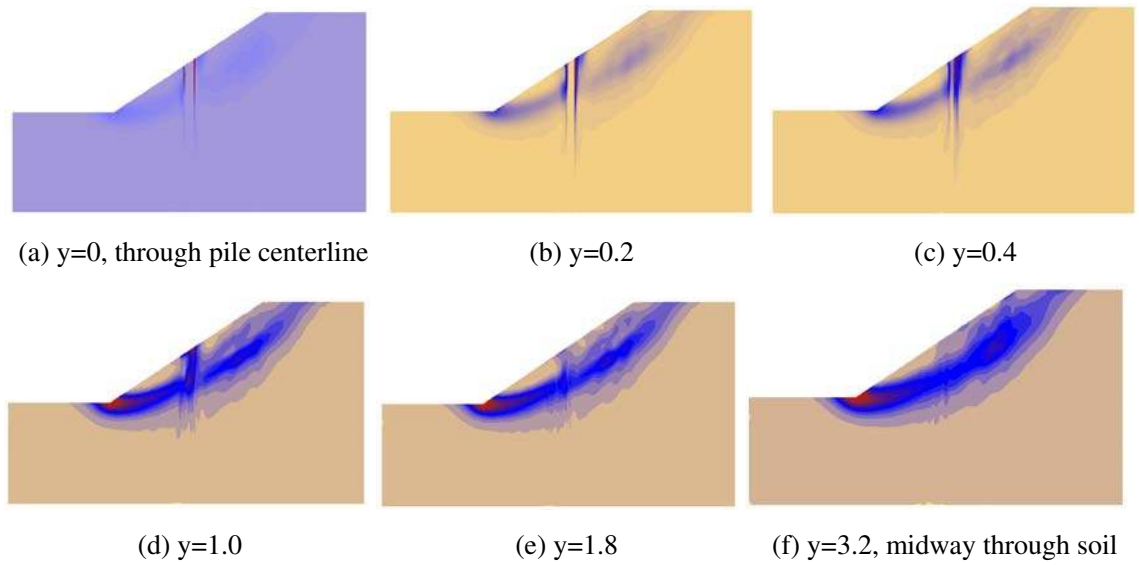 (a) y=0, through pile centerline
(b) y=0.2
(c) y=0.4
(d) y=1.0
(e) y=1.8
(f) y=3.2, midway through soil